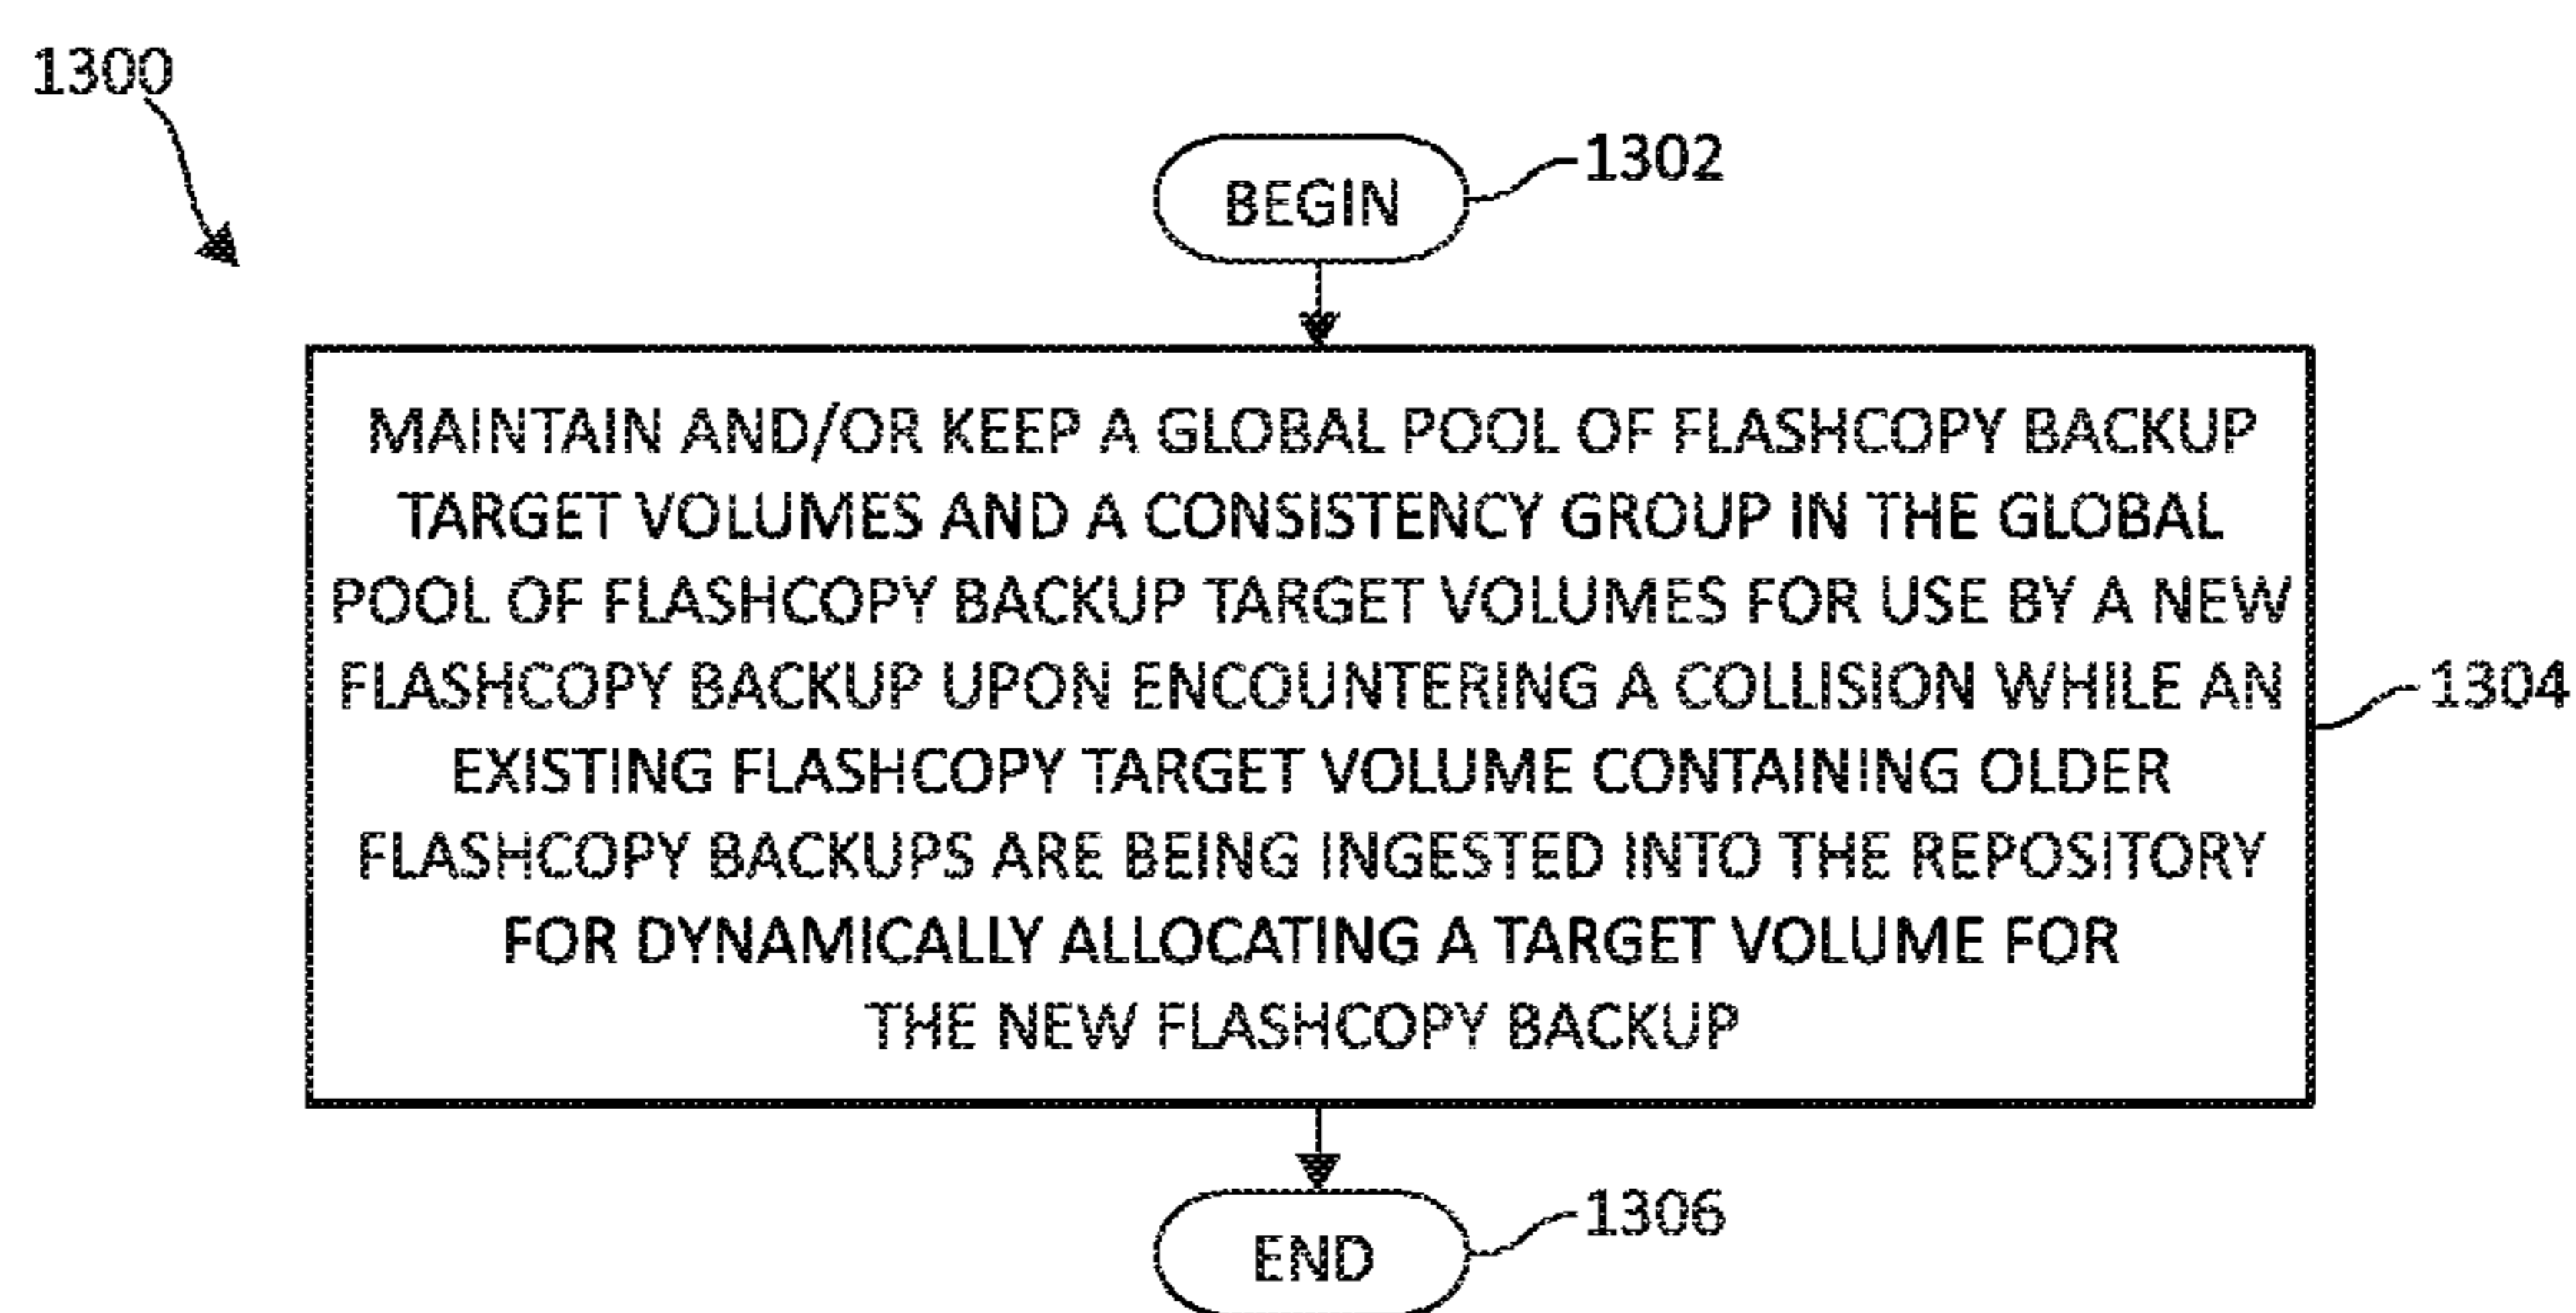 1300
1302
BEGIN
MAINTAIN AND/OR KEEP A GLOBAL POOL OF FLASHCOPY BACKUP
TARGET VOLUMES AND A CONSISTENCY GROUP IN THE GLOBAL
POOL OF FLASHCOPY BACKUP TARGET VOLUMES FOR USE BY A NEW
FLASHCOPY BACKUP UPON ENCOUNTERING A COLLISION WHILE AN
EXISTING FLASHCOPY TARGET VOLUME CONTAINING OLDER
FLASHCOPY BACKUPS ARE BEING INGESTED INTO THE REPOSITORY
FOR DYNAMICALLY ALLOCATING A TARGET VOLUME FOR
THE NEW FLASHCOPY BACKUP
1304
1306
END